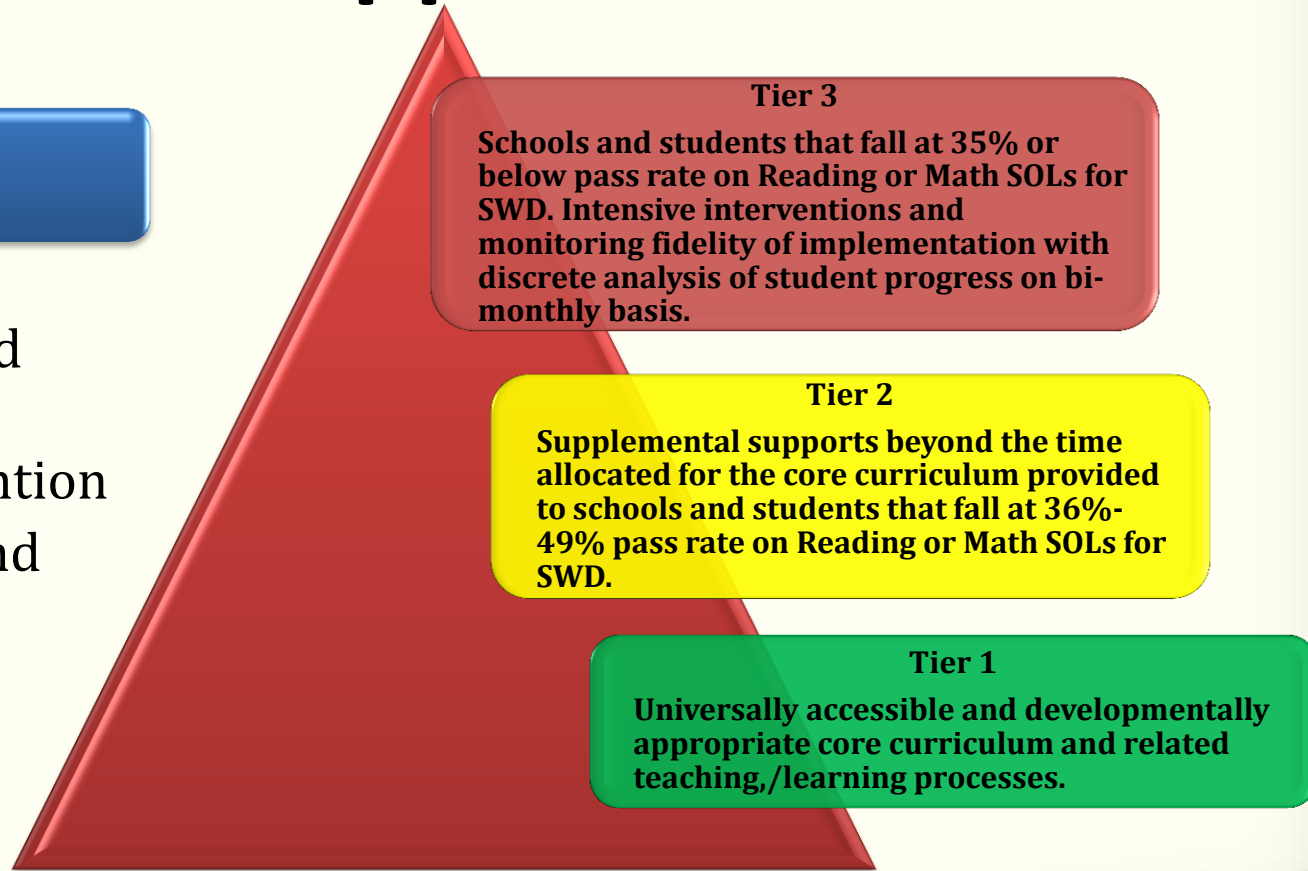 Tier 3
Schools and students that fall at 35% or
below pass rate on Reading or Math SOLs for
SWD. Intensive interventions and
monitoring fidelity of implementation with
discrete analysis of student progress on bi-
monthly basis.
Tier 2
Supplemental supports beyond the time
allocated for the core curriculum provided
to schools and students that fall at 36%-
49% pass rate on Reading or Math SOLs for
SWD.
Tier 1
Universally accessible and developmentally
appropriate core curriculum and related
teaching,/learning processes.